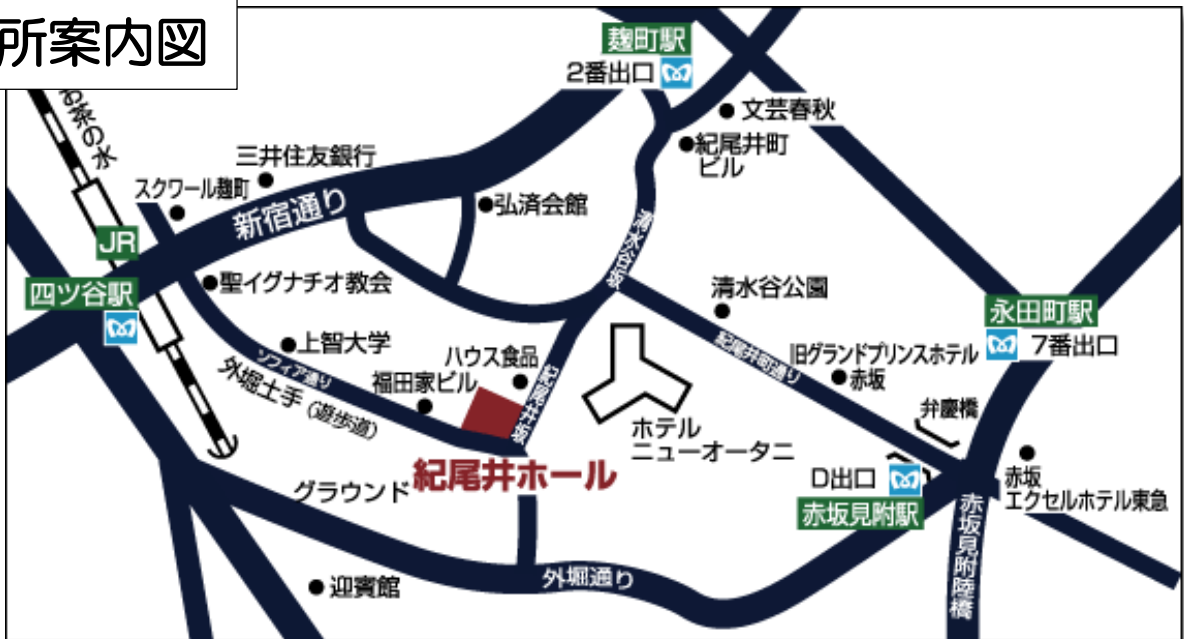 所案内図
麹町駅
2番出口
文芸春秋
紀尾井町
ビル
お茶の水
三井住友銀行
スクワール麹町
新宿通り
弘済会館
清水谷坂
JR
四ツ谷駅
聖イグナチオ教会
清水谷公園
永田町駅
7番出口
上智大学
ソフィア通り
外堀土手(遊歩道)
ハウス食品
福田家ビル
紀尾井坂
紀尾井町通り
旧グランドプリンスホテル
赤坂
弁慶橋
ホテル
ニューオータニ
紀尾井ホール
グラウンド
D出口
赤坂見附駅
赤坂
エクセルホテル東急
赤坂見附陸橋
外堀通り
迎賓館